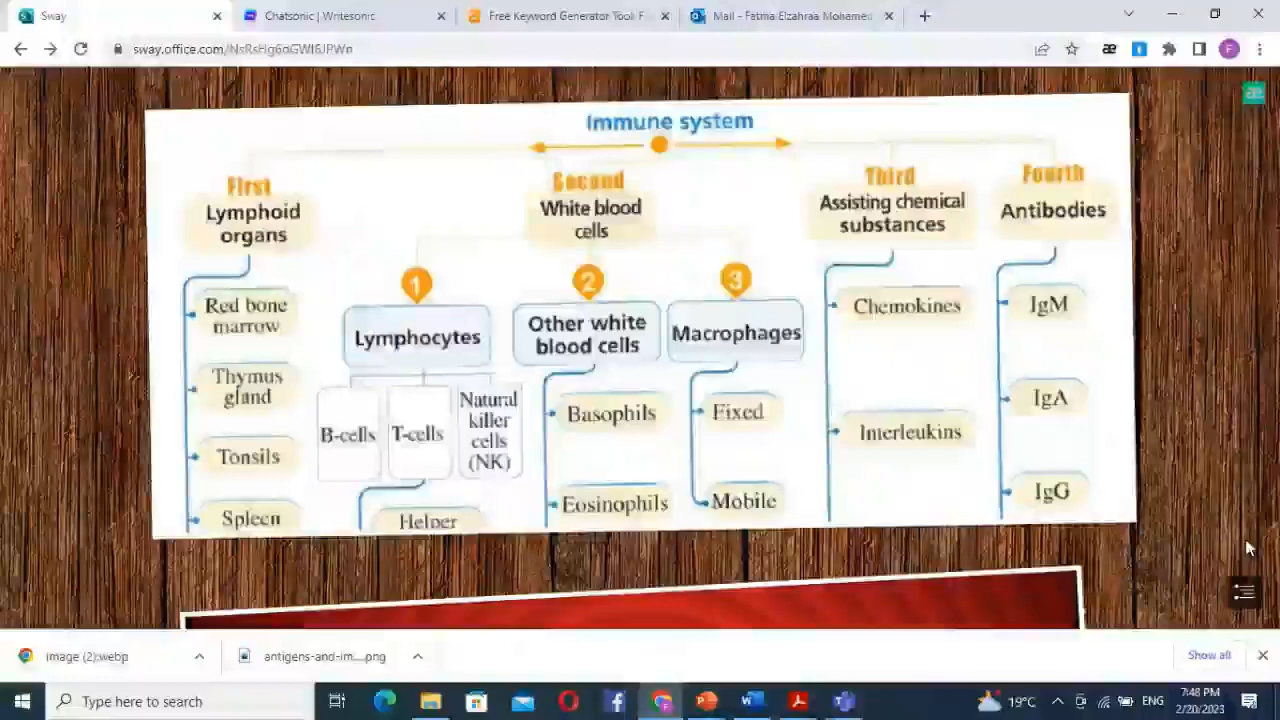 Sway
Chatsonic | Writesonic
Free Keyword Generator Tool: F
Mail - Fatma Elzahraa Mohamed
sway.office.com/
æ
F
æ
Immune system
First
Lymphoid
organs
Red bone
marrow
Thymus
gland
Tonsils
Spleen
Second
White blood
cells
1
Lymphocytes
B-cells
T-cells
Natural
killer
cells
(NK)
Helper
2
Other white
blood cells
Basophils
Eosinophils
3
Macrophages
Fixed
Mobile
Third
Assisting chemical
substances
Chemokines
Interleukins
Fourth
Antibodies
IgM
IgA
IgG
image (2).webp
antigens-and-im....png
Show all
Type here to search
19°C
ENG
7:48 PM
2/20/2023